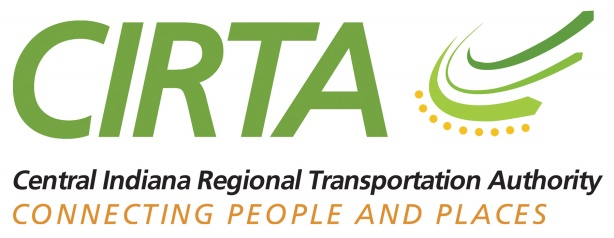 CIRTA
Central Indiana Regional Transportation Authority
CONNECTING PEOPLE AND PLACES